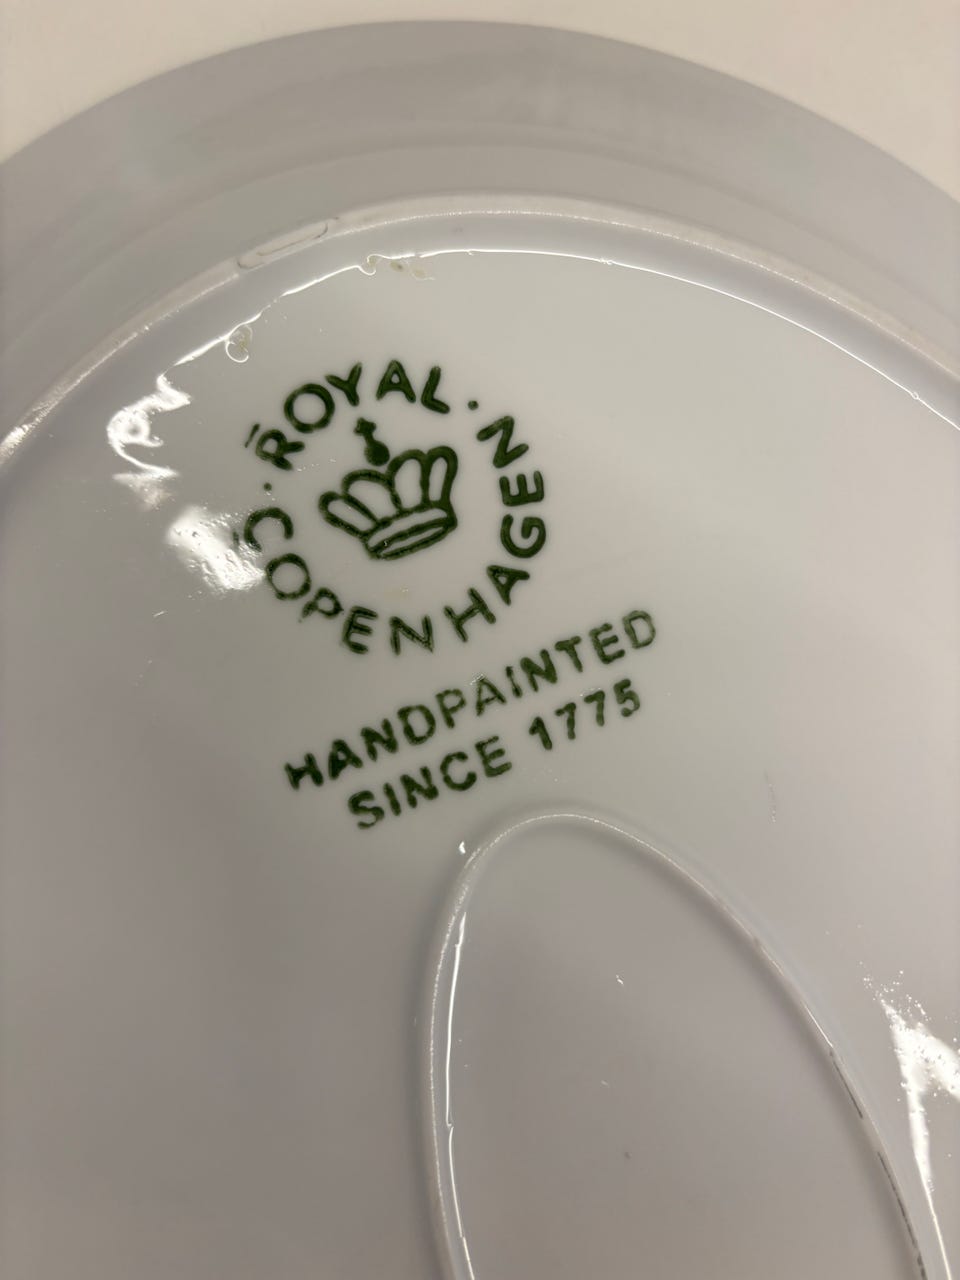 ROYAL
COPENHAGEN
HANDPAINTED
SINCE 1775